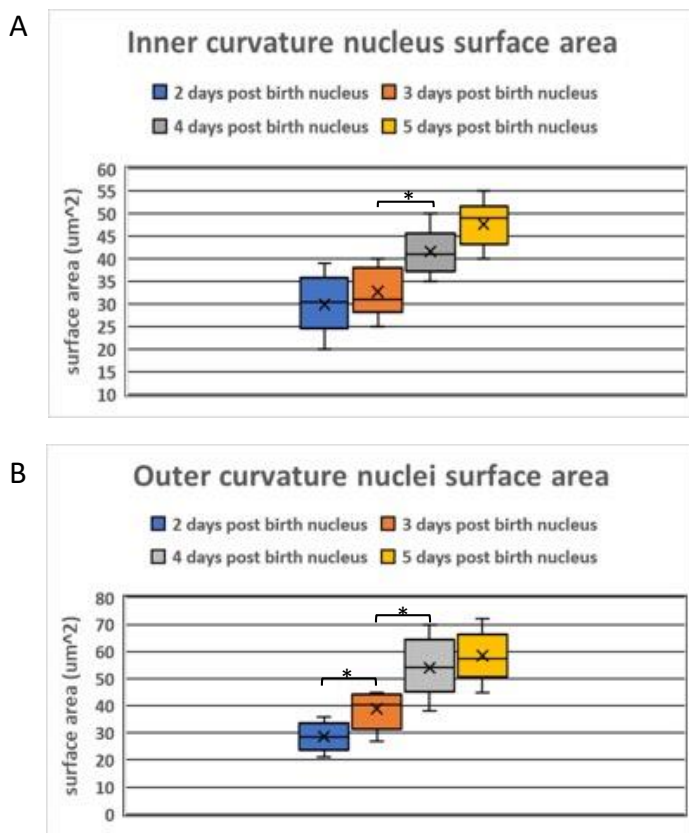 A
Inner curvature nucleus surface area
2 days post birth nucleus 3 days post birth nucleus
4 days post birth nucleus 5 days post birth nucleus
surface area (um^2)
60
55
50
45
40
35
30
25
20
15
10
*
B
Outer curvature nuclei surface area
2 days post birth nucleus 3 days post birth nucleus
4 days post birth nucleus 5 days post birth nucleus
surface area (um^2)
80
70
60
50
40
30
20
10
0
*
*